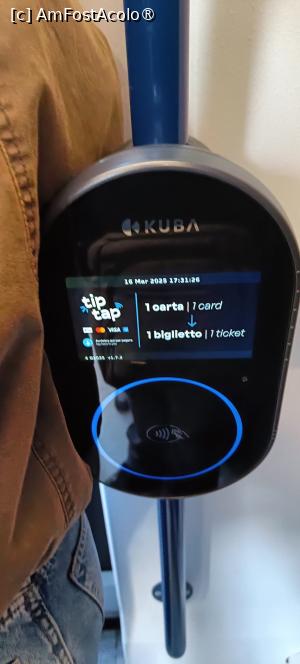 [c] AmFostAcolo®
KUBA
16 Mar 2025 17:31:26
tip
tap
1 carta | 1 card
1 biglietto | 1 ticket
VISA